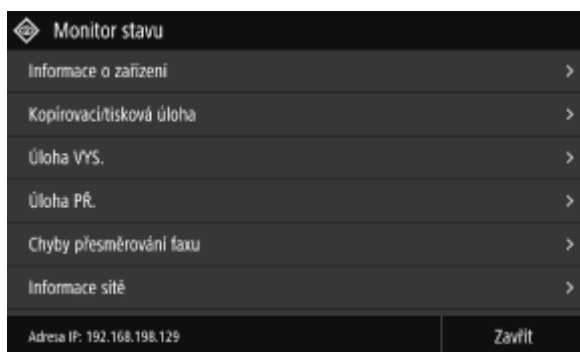 Monitor stavu
Informace o zařízení
>
Kopírovací/tisková úloha
>
Úloha VYS.
>
Úloha PŘ.
>
Chyby přesměrování faxu
>
Informace sítě
>
Adresa IP: 192.168.198.129
Zavřít